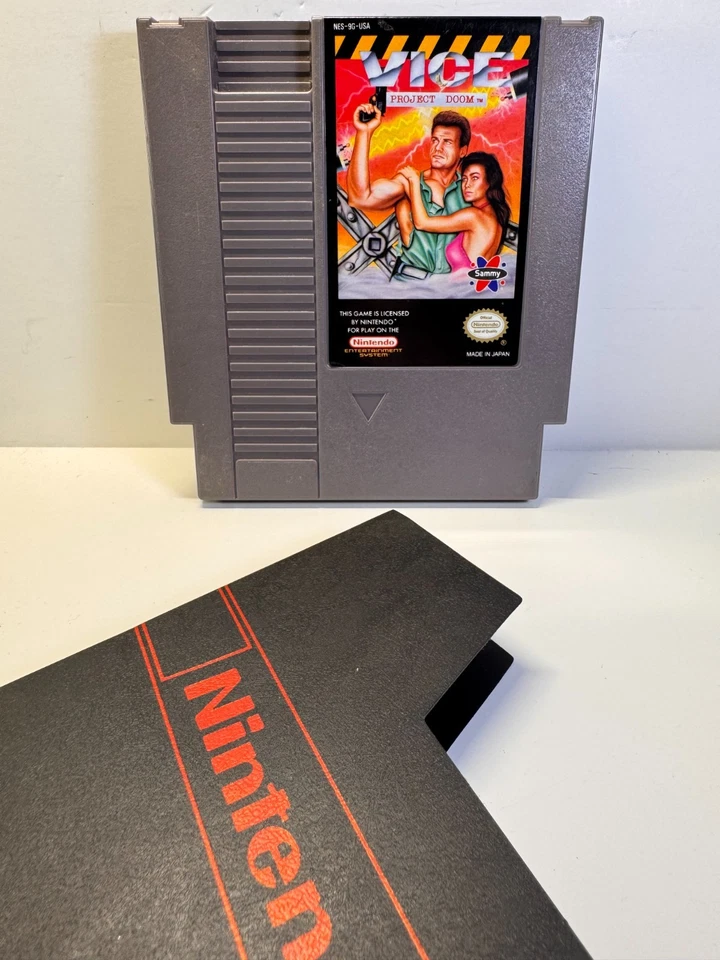 NES-9G-USA
VICE
PROJECT DOOM™
Sammy
THIS GAME IS LICENSED
BY NINTENDO™
FOR PLAY ON THE
Nintendo
ENTERTAINMENT
SYSTEM
Official
Nintendo
Seal of Quality
®
MADE IN JAPAN
Ninten